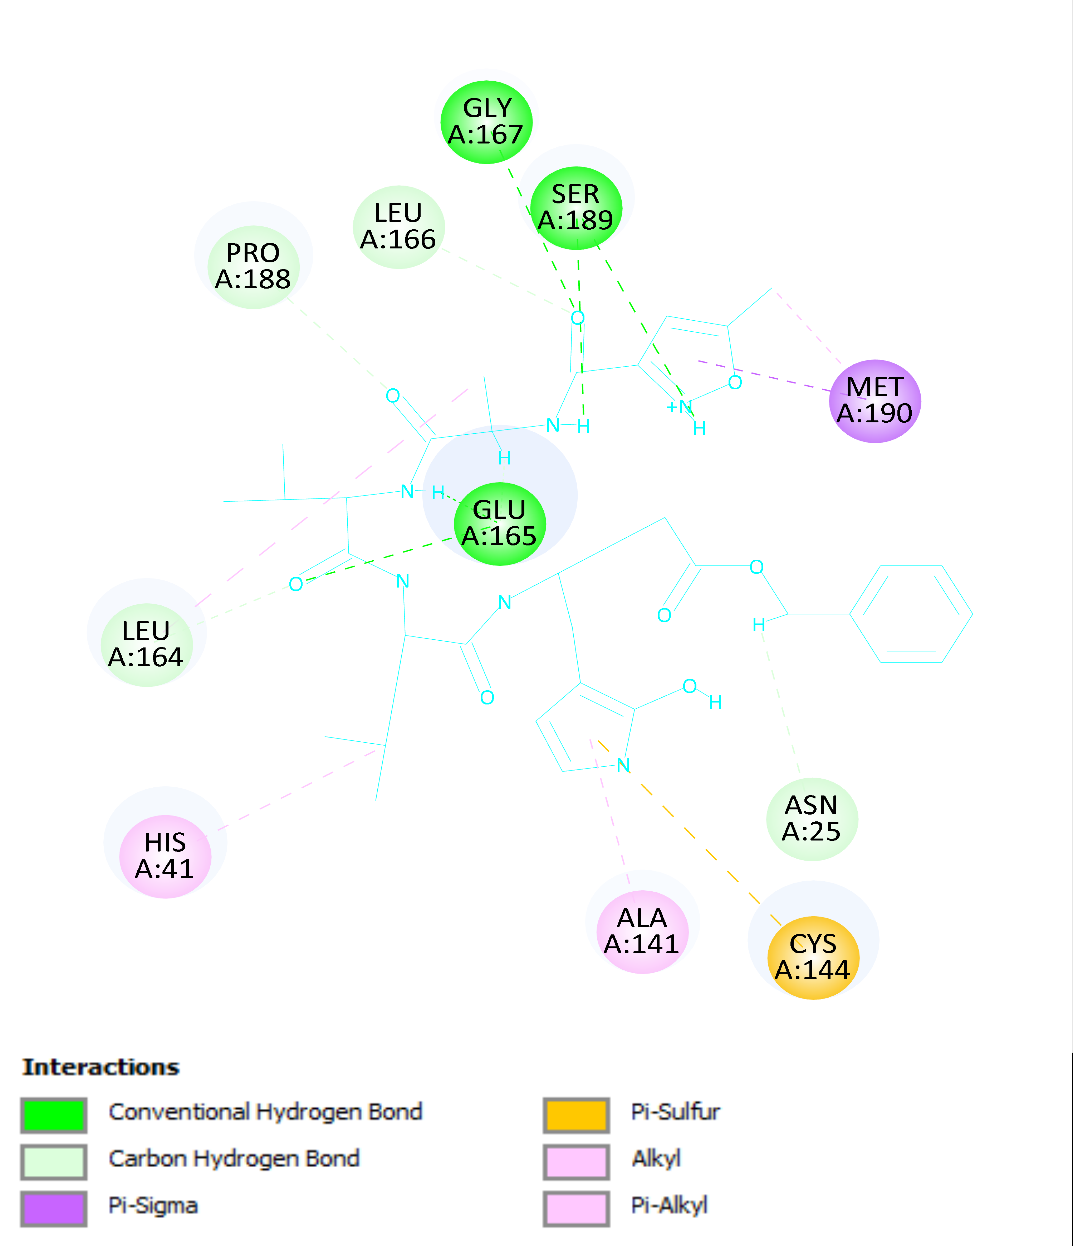 GLY
A:167
SER
A:189
LEU
A:166
PRO
A:188
O
O
O
MET
A:190
+N
H
N
H
H
N
H
GLU
A:165
O
N
N
O
O
H
LEU
A:164
O
O
H
N
HIS
A:41
ASN
A:25
ALA
A:141
CYS
A:144
Interactions
Conventional Hydrogen Bond
Carbon Hydrogen Bond
Pi-Sigma
Pi-Sulfur
Alkyl
Pi-Alkyl